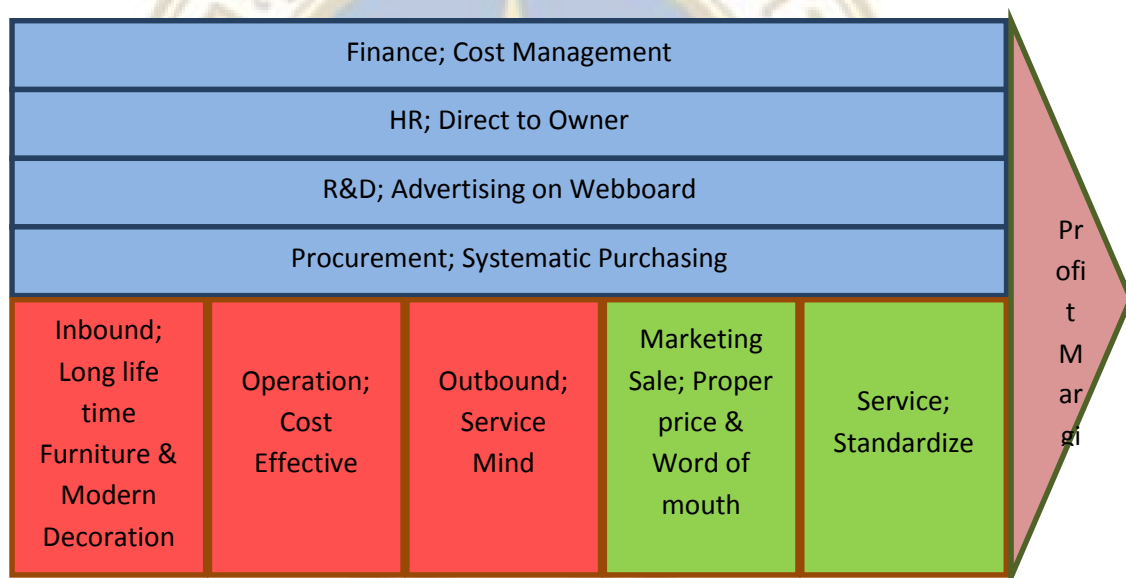 Finance; Cost Management
HR; Direct to Owner
R&D; Advertising on Webboard
Procurement; Systematic Purchasing
Inbound;
Long life
time
Furniture &
Modern
Decoration
Operation;
Cost
Effective
Outbound;
Service
Mind
Marketing
Sale; Proper
price &
Word of
mouth
Service;
Standardize
Pr
ofi
t
M
ar
gi